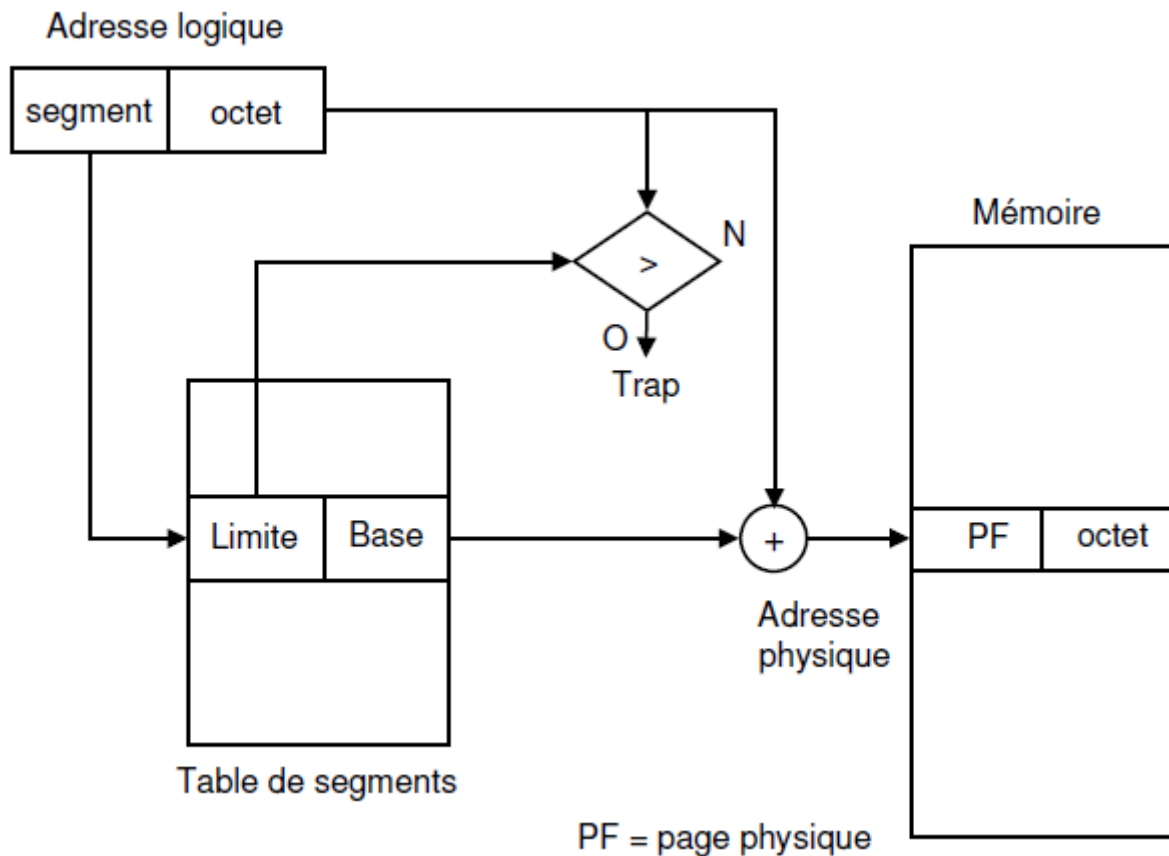 Adresse logique
segment octet
N
Mémoire
>
O
Trap
Limite Base
+
PF octet
Adresse
physique
Table de segments
PF = page physique